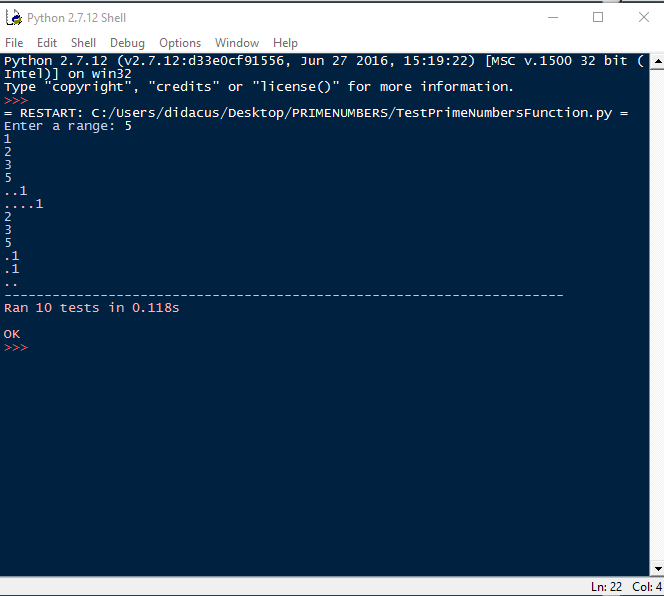 Python 2.7.12 Shell
File Edit Shell Debug Options Window Help
Python 2.7.12 (v2.7.12:d33e0cf91556, Jun 27 2016, 15:19:22) [MSC v.1500 32 bit (
Intel)] on win32
Type "copyright", "credits" or "license()" for more information.
>>>
= RESTART: C:/Users/didacus/Desktop/PRIMENUMBERS/TestPrimeNumbersFunction.py =
Enter a range: 5
1
2
3
5
..1
....1
2
3
5
.1
.1
..
----------------------------------------------------------------------
Ran 10 tests in 0.118s
OK
>>>
Ln: 22 Col: 4